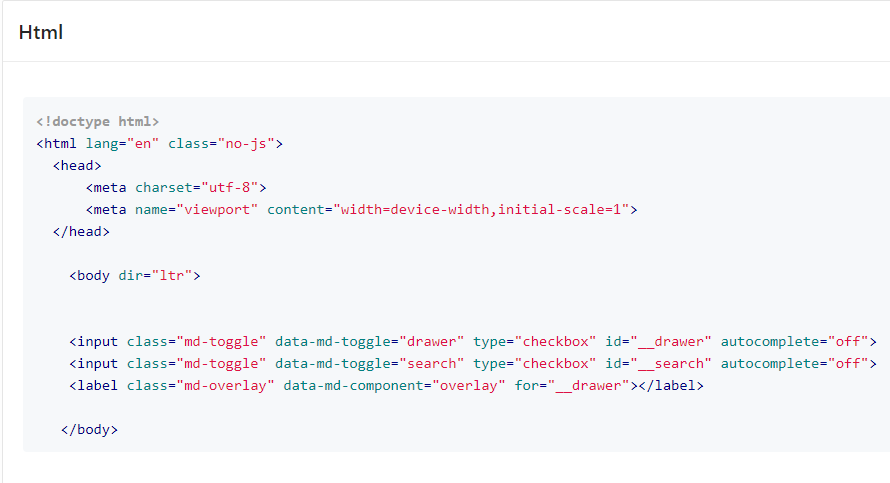 Html
<!doctype html>
<html lang="en" class="no-js">
<head>
<meta charset="utf-8">
<meta name="viewport" content="width=device-width,initial-scale=1">
</head>
<body dir="ltr">
<input class="md-toggle" data-md-toggle="drawer" type="checkbox" id="__drawer" autocomplete="off">
<input class="md-toggle" data-md-toggle="search" type="checkbox" id="__search" autocomplete="off">
<label class="md-overlay" data-md-component="overlay" for="__drawer"></label>
</body>